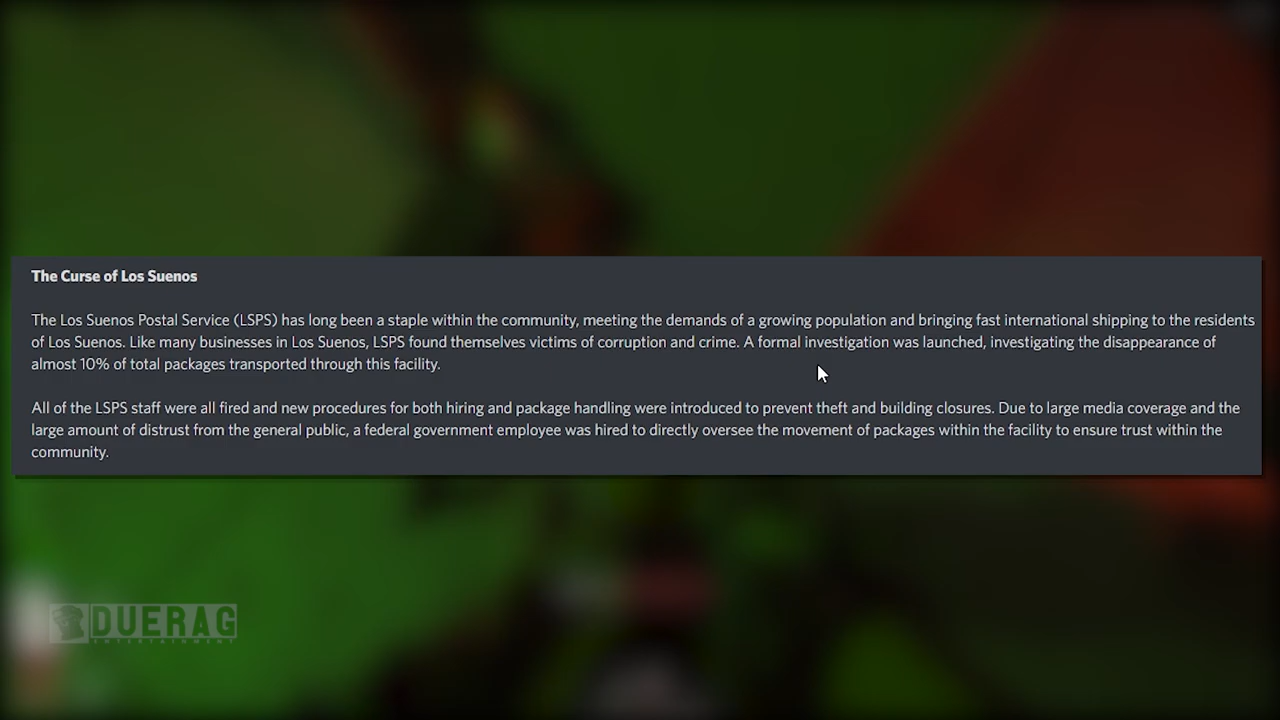 The Curse of Los Suenos
The Los Suenos Postal Service (LSPS) has long been a staple within the community, meeting the demands of a growing population and bringing fast international shipping to the residents
of Los Suenos. Like many businesses in Los Suenos, LSPS found themselves victims of corruption and crime. A formal investigation was launched, investigating the disappearance of
almost 10% of total packages transported through this facility.
All of the LSPS staff were all fired and new procedures for both hiring and package handling were introduced to prevent theft and building closures. Due to large media coverage and the
large amount of distrust from the general public, a federal government employee was hired to directly oversee the movement of packages within the facility to ensure trust within the
community.
DUERAG
ENTERTAINMENT